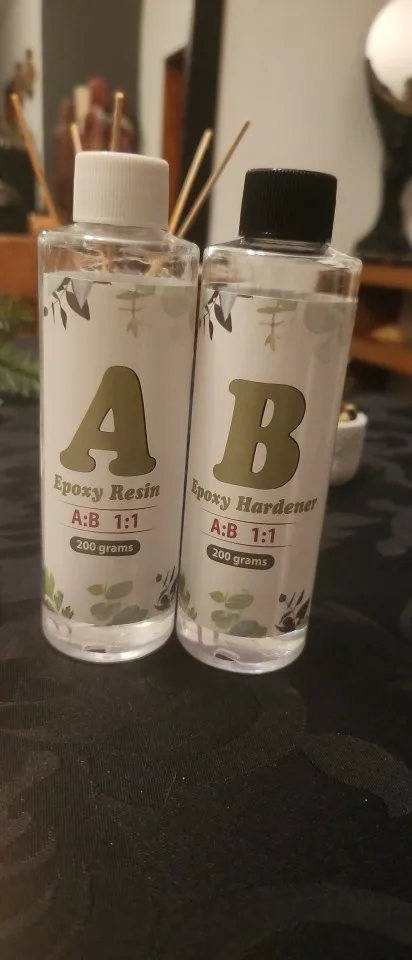 A
Epoxy Resin
A:B 1:1
200 grams
B
Epoxy Hardener
A:B 1:1
200 grams